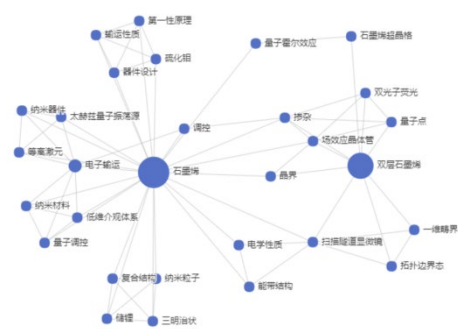 第一性原理
输运性质
量子霍尔效应
石墨烯超晶格
硫化钼
器件设计
双光子荧光
纳米器件
太赫兹量子振荡源
掺杂
量子点
调控
场效应晶体管
等离激元
电子输运
石墨烯
晶界
双层石墨烯
纳米材料
低维介观体系
一维畴界
量子调控
电学性质
扫描隧道显微镜
拓扑边界态
复合结构
纳米粒子
能带结构
储锂
三明治状